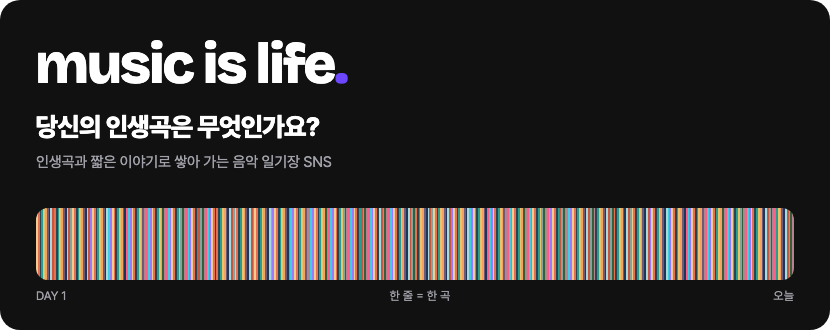 music is life.
당신의 인생곡은 무엇인가요?
인생곡과 짧은 이야기로 쌓아 가는 음악 일기장 SNS
DAY 1
한 줄 = 한 곡
오늘